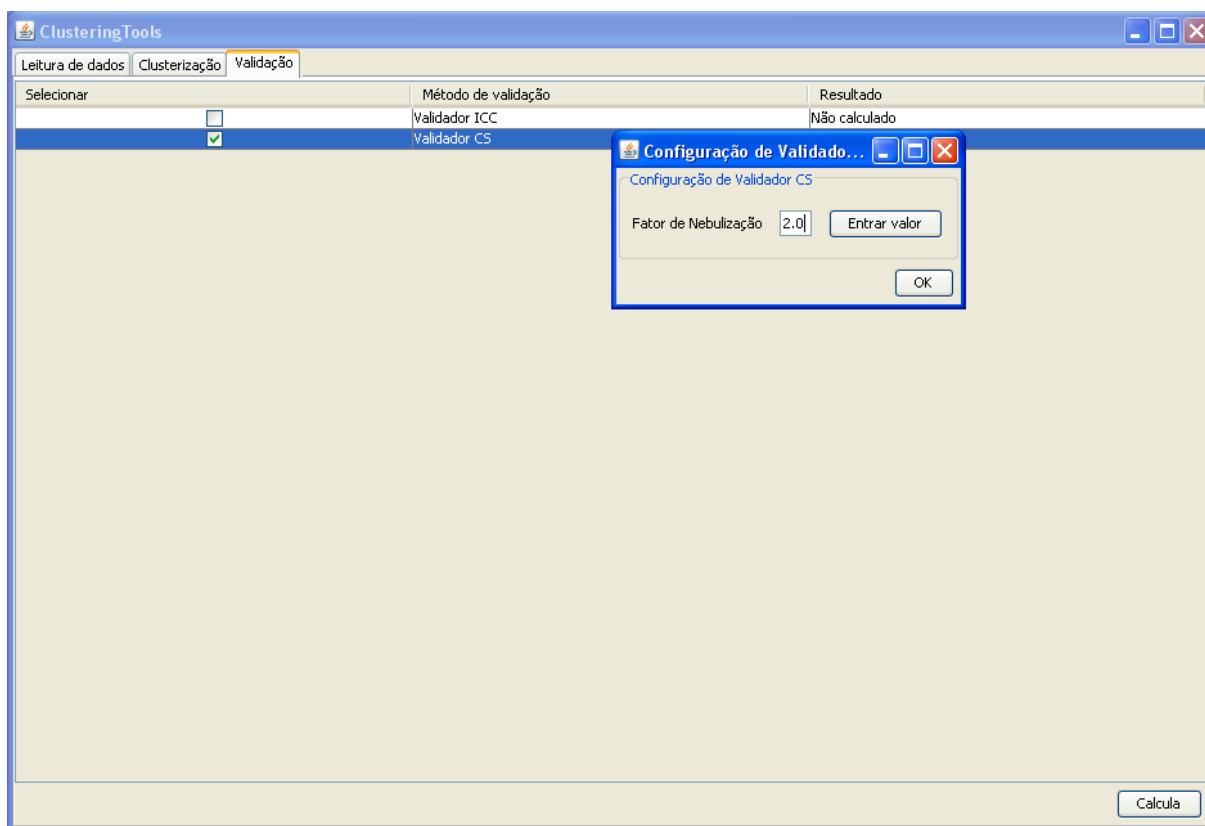 ClusteringTools
Leitura de dados Clusterização Validação
Selecionar Método de validação Resultado
Validador ICC Não calculado
Validador CS
Configuração de Validado...
Configuração de Validador CS
Fator de Nebulização 2.0 Entrar valor
OK
Calcula